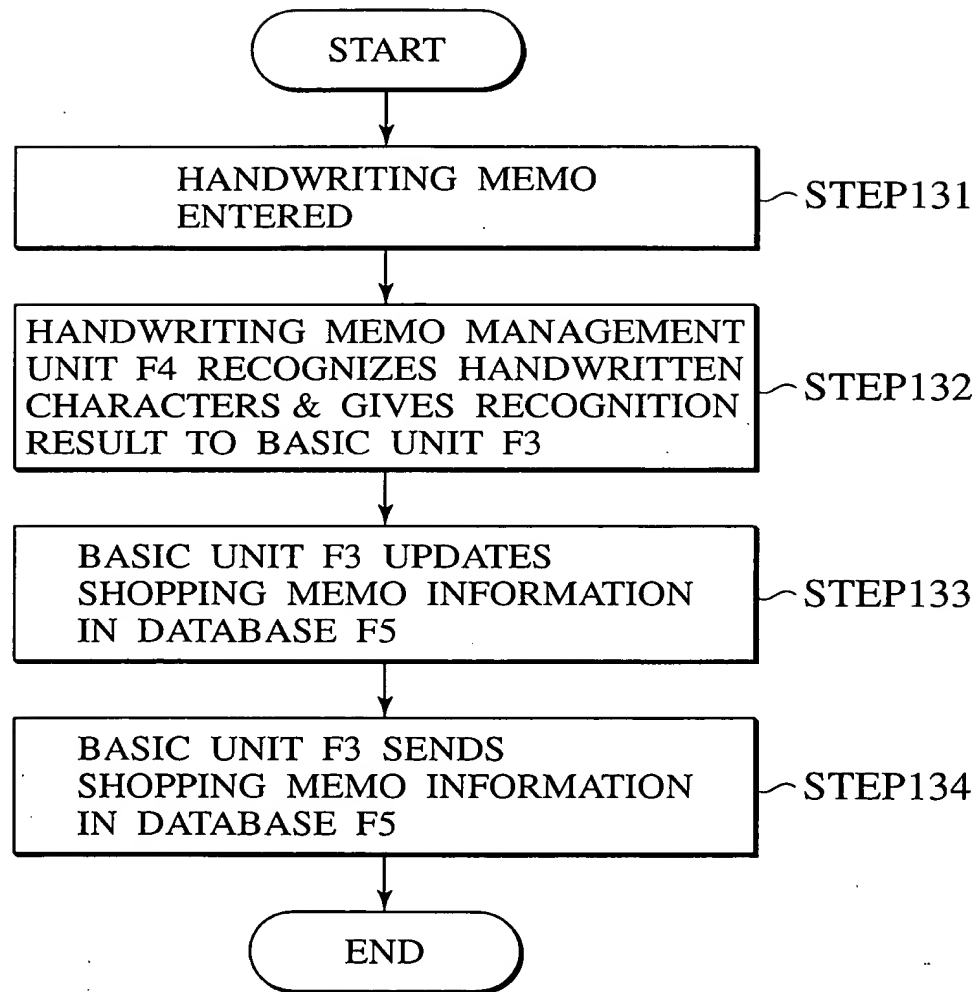 START
HANDWRITING MEMO
ENTERED
STEP131
HANDWRITING MEMO MANAGEMENT
UNIT F4 RECOGNIZES HANDWRITTEN
CHARACTERS & GIVES RECOGNITION
RESULT TO BASIC UNIT F3
STEP132
BASIC UNIT F3 UPDATES
SHOPPING MEMO INFORMATION
IN DATABASE F5
STEP133
BASIC UNIT F3 SENDS
SHOPPING MEMO INFORMATION
IN DATABASE F5
STEP134
END